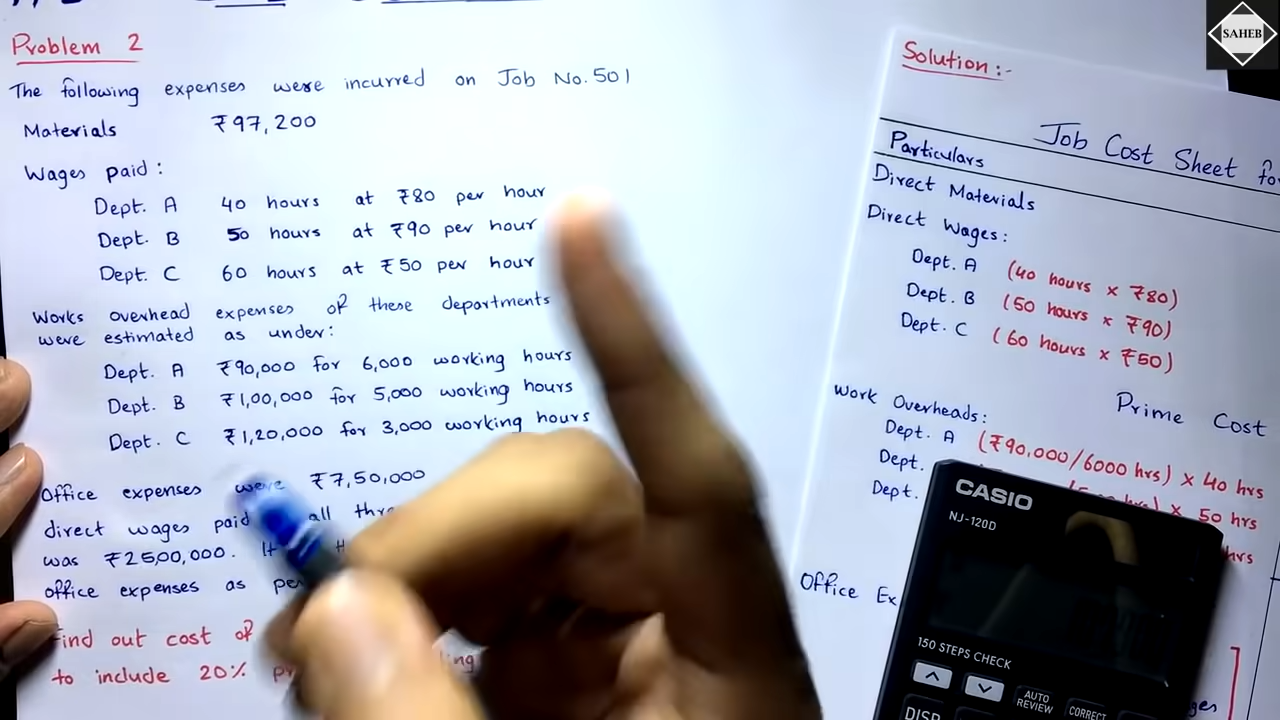 Problem 2
The following expenses were incurred on Job No. 501
Materials ₹97,200
Wages paid:
Dept. A 40 hours at ₹80 per hour
Dept. B 50 hours at ₹90 per hour
Dept. C 60 hours at ₹50 per hour
Works overhead expenses of these departments
were estimated as under:
Dept. A ₹90,000 for 6,000 working hours
Dept. B ₹1,00,000 for 5,000 working hours
Dept. C ₹1,20,000 for 3,000 working hours
Office expenses were ₹7,50,000
direct wages paid all
was ₹25,00,000. It
office expenses as
Find out cost of
to include 20%
SAHEB
Solution:-
Job Cost Sheet
Particulars
Direct Materials
Direct Wages:
Dept. A (40 hours × ₹80)
Dept. B (50 hours × ₹90)
Dept. C (60 hours × ₹50)
Prime Cost
Work Overheads:
Dept. A (₹90,000/6000 hrs) × 40 hrs
Dept. × 50 hrs
Dept. hrs
Office
CASIO
NJ-120D
150 STEPS CHECK
AUTO REVIEW
CORRECT